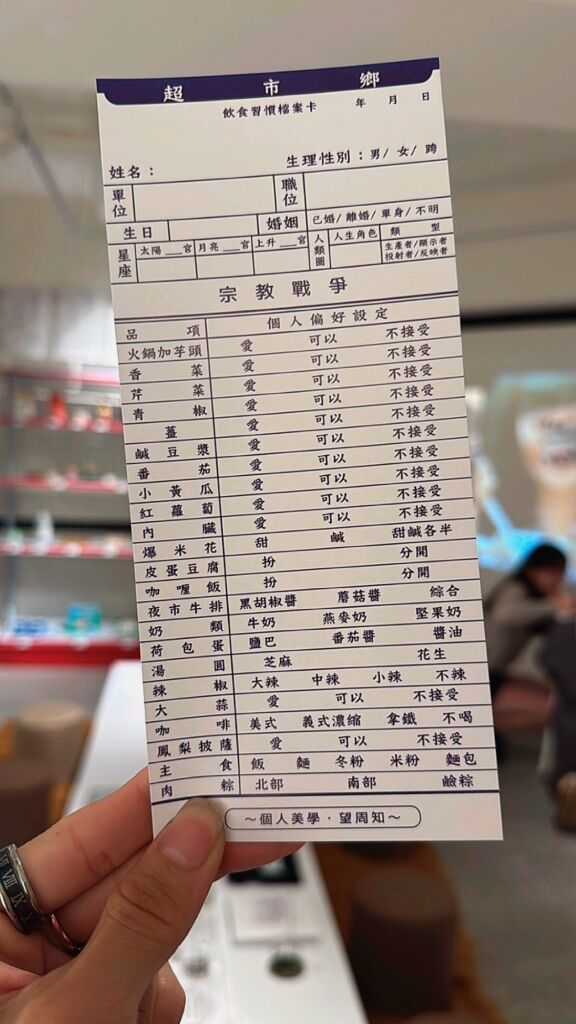 超市鄉
飲食習慣檔案卡 年 月 日
姓名： 生理性別：男/ 女/ 跨
單位 職位
生日 婚姻 已婚/ 離婚/ 單身/ 不明
星座 太陽___宮 月亮___宮 上升___宮 人類圖 人生角色 類型 生產者/顯示者 投射者/反映者
宗教戰爭
品項 個人偏好設定
火鍋加芋頭 愛 可以 不接受
香菜 愛 可以 不接受
芹菜 愛 可以 不接受
青椒 愛 可以 不接受
薑 愛 可以 不接受
鹹豆漿 愛 可以 不接受
番茄 愛 可以 不接受
小黃瓜 愛 可以 不接受
紅蘿蔔 愛 可以 不接受
內臟 愛 可以 不接受
爆米花 甜 鹹 甜鹹各半
皮蛋豆腐 扮 分開
咖喱飯 扮 分開
夜市牛排 黑胡椒醬 蘑菇醬 綜合
奶類 牛奶 燕麥奶 堅果奶
荷包蛋 鹽巴 番茄醬 醬油
湯圓 芝麻 花生
辣椒 大辣 中辣 小辣 不辣
大蒜 愛 可以 不接受
咖啡 美式 義式濃縮 拿鐵 不喝
鳳梨披薩 愛 可以 不接受
主食 飯 麵 冬粉 米粉 麵包
肉粽 北部 南部 鹼粽
～個人美學・望周知～